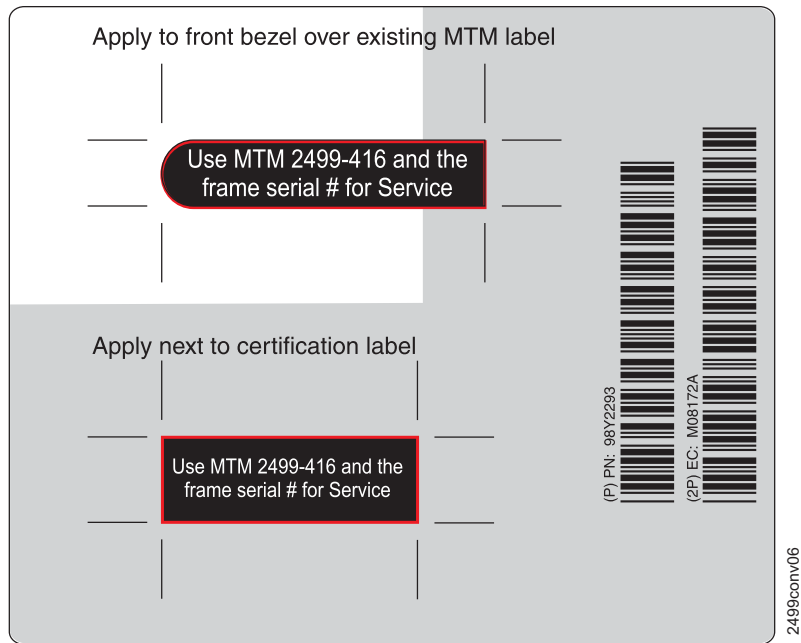 Apply to front bezel over existing MTM label
Use MTM 2499-416 and the
frame serial # for Service
Apply next to certification label
Use MTM 2499-416 and the
frame serial # for Service
(P) PN: 98Y2293
(2P) EC: M08172A
2499conv06